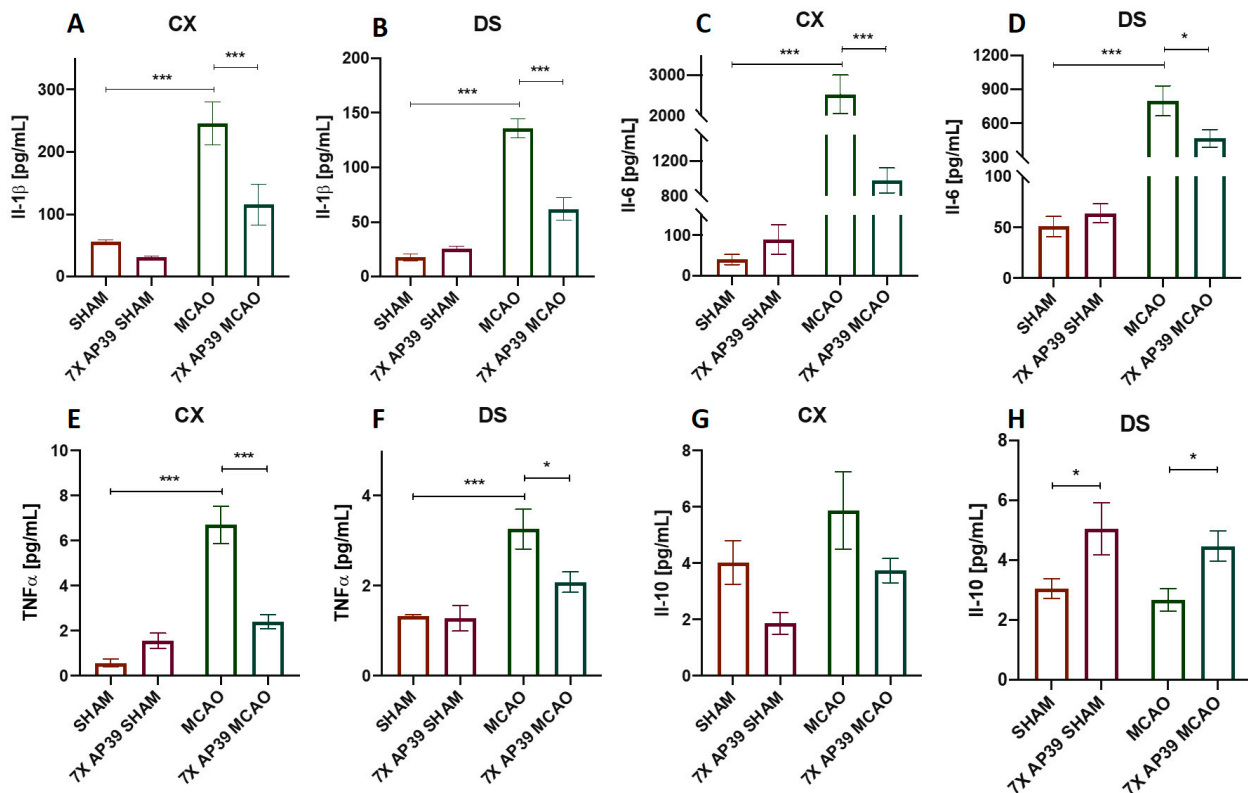 A
CX
Il-1β [pg/mL]
300
200
100
0
***
***
SHAM
7X AP39 SHAM
MCAO
7X AP39 MCAO
B
DS
Il-1β [pg/mL]
200
150
100
50
0
***
***
SHAM
7X AP39 SHAM
MCAO
7X AP39 MCAO
C
CX
Il-6 [pg/mL]
3000
2000
1200
800
100
0
***
***
SHAM
7X AP39 SHAM
MCAO
7X AP39 MCAO
D
DS
Il-6 [pg/mL]
1200
900
600
300
100
50
0
***
*
SHAM
7X AP39 SHAM
MCAO
7X AP39 MCAO
E
CX
TNFα [pg/mL]
10
8
6
4
2
0
***
***
SHAM
7X AP39 SHAM
MCAO
7X AP39 MCAO
F
DS
TNFα [pg/mL]
4
2
0
***
*
SHAM
7X AP39 SHAM
MCAO
7X AP39 MCAO
G
CX
Il-10 [pg/mL]
8
6
4
2
0
SHAM
7X AP39 SHAM
MCAO
7X AP39 MCAO
H
DS
Il-10 [pg/mL]
8
6
4
2
0
*
*
SHAM
7X AP39 SHAM
MCAO
7X AP39 MCAO